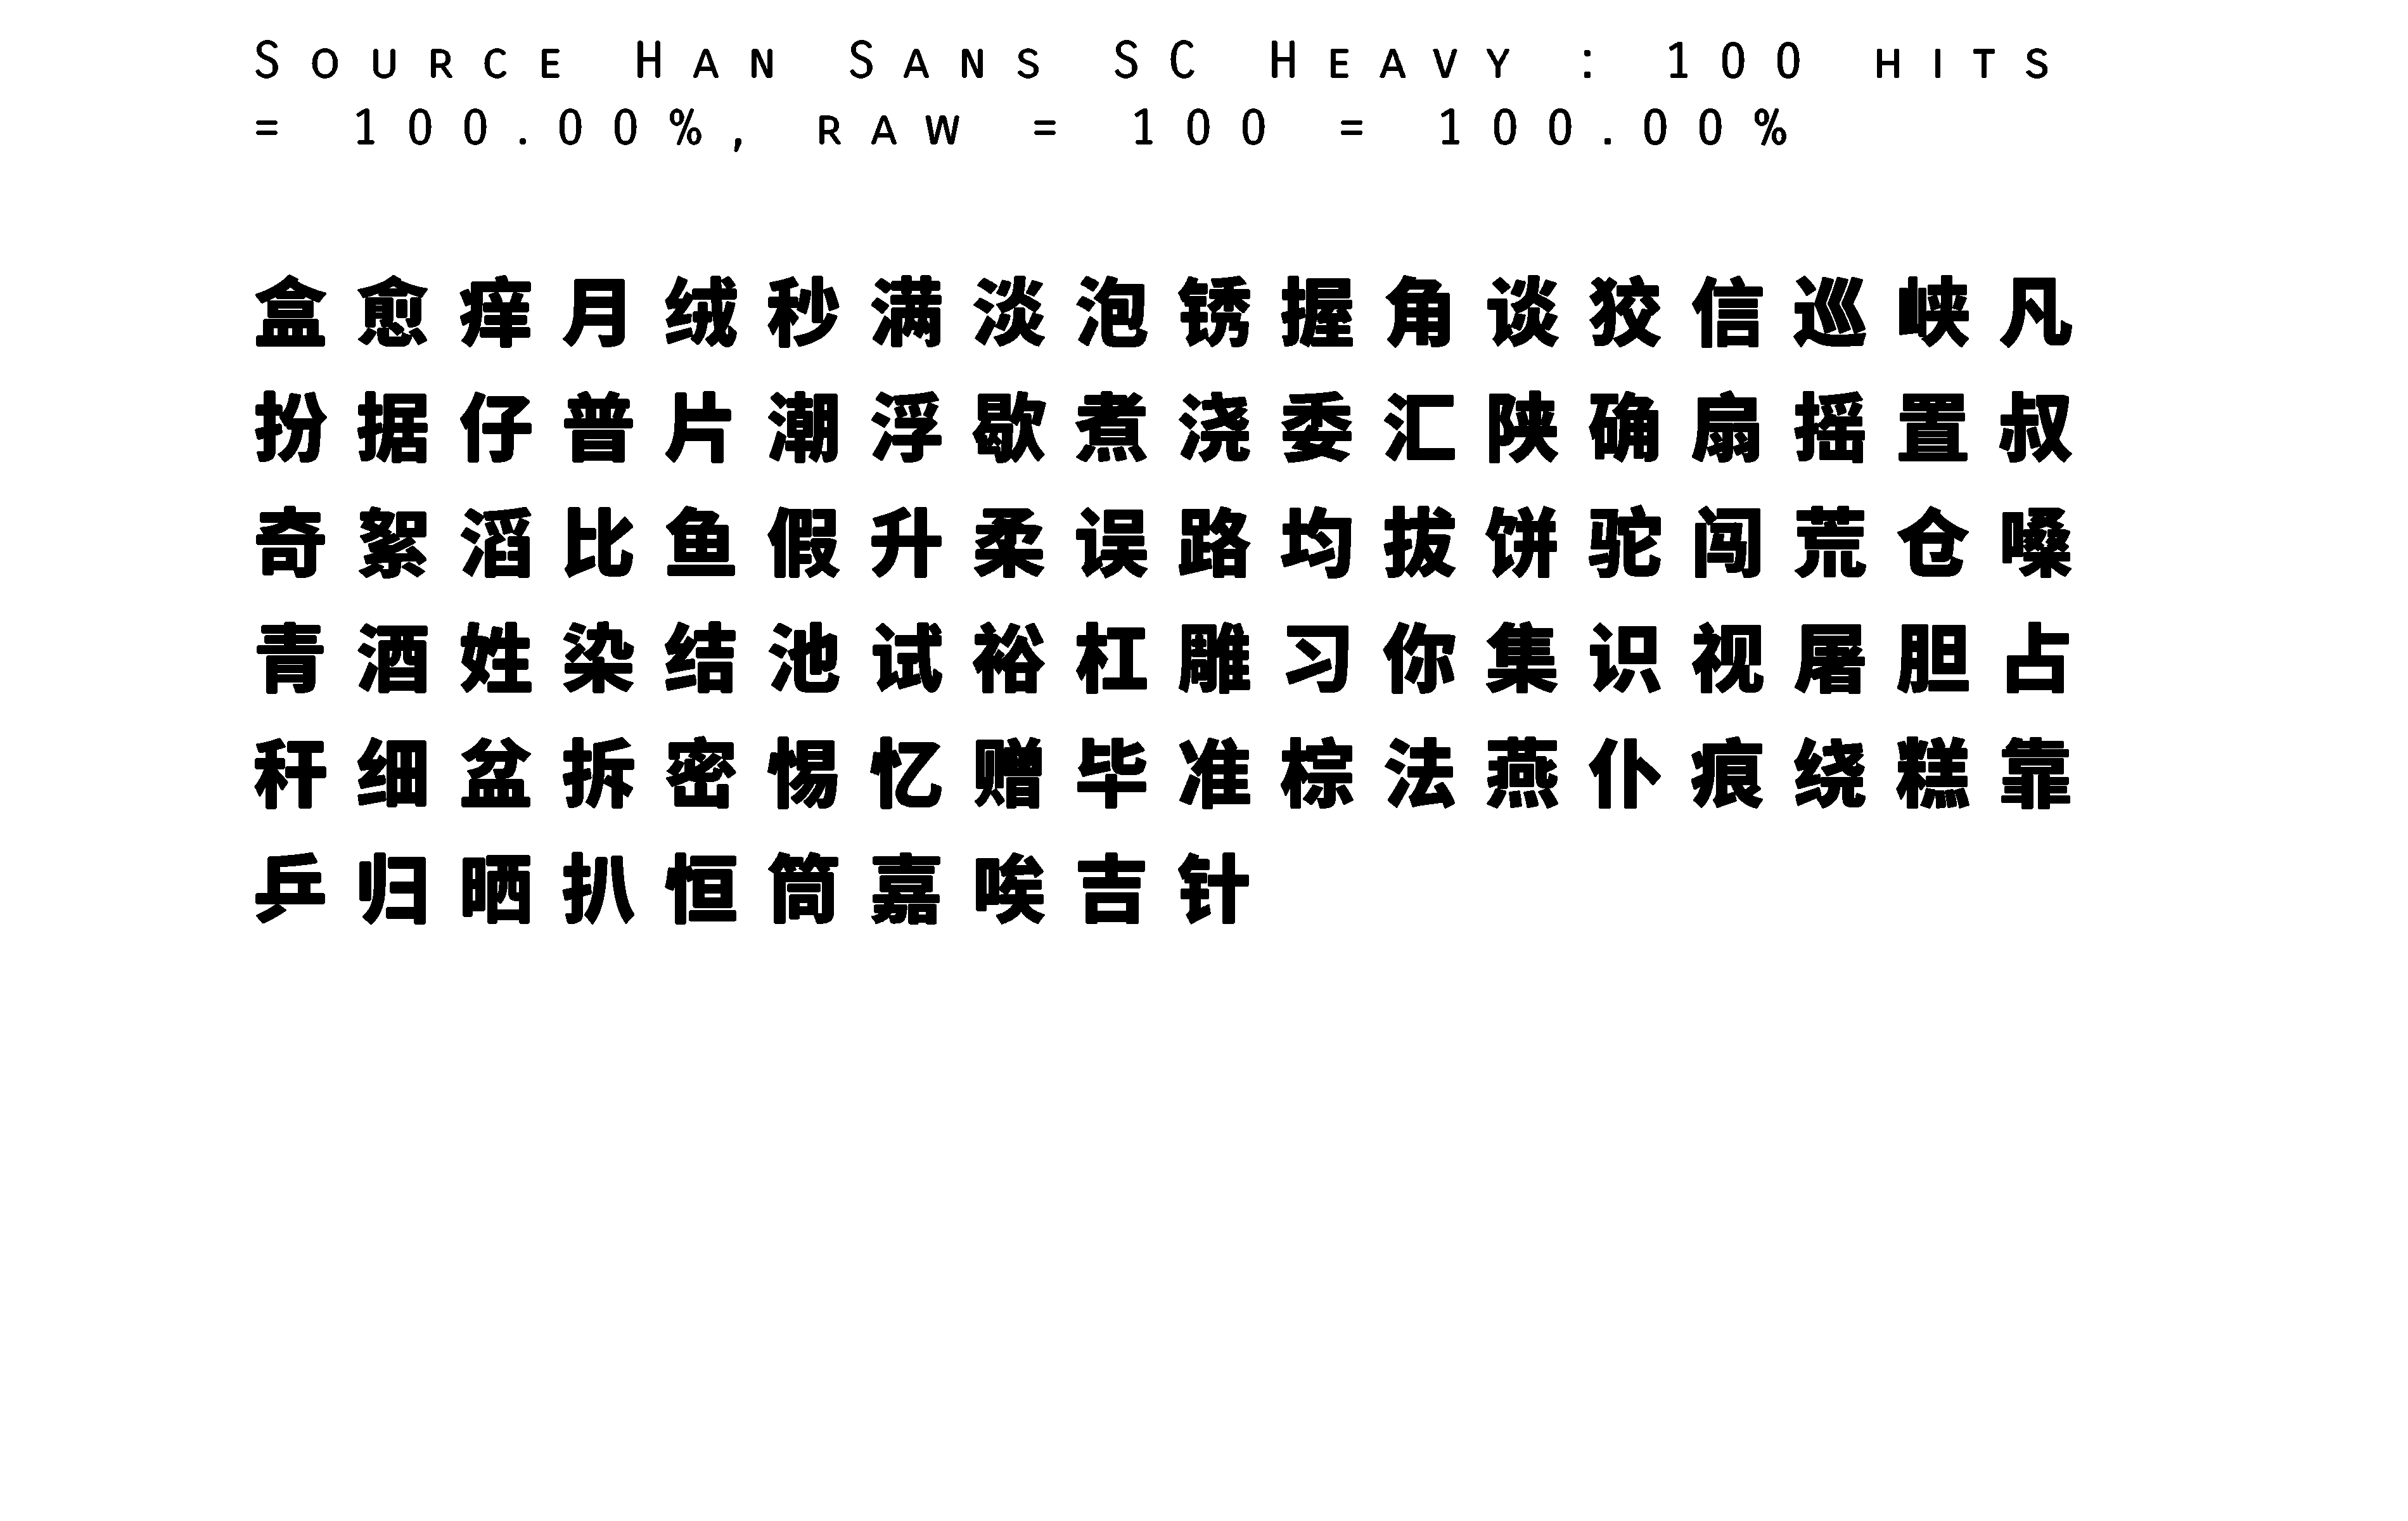 Source Han Sans SC Heavy : 100 hits
= 100.00%, raw = 100 = 100.00%
盒愈痒月绒秒满淡泡锈握角谈狡信巡峡凡
扮据仔普片潮浮歇煮浇委汇陕确扇摇置叔
奇絮滔比鱼假升柔误路均拔饼驼闯荒仓嗓
青酒姓染结池试裕杠雕习你集识视屠胆占
秆细盆拆密惕忆赠毕准棕法燕仆痕绕糕靠
乒归晒扒恒筒嘉唉吉针